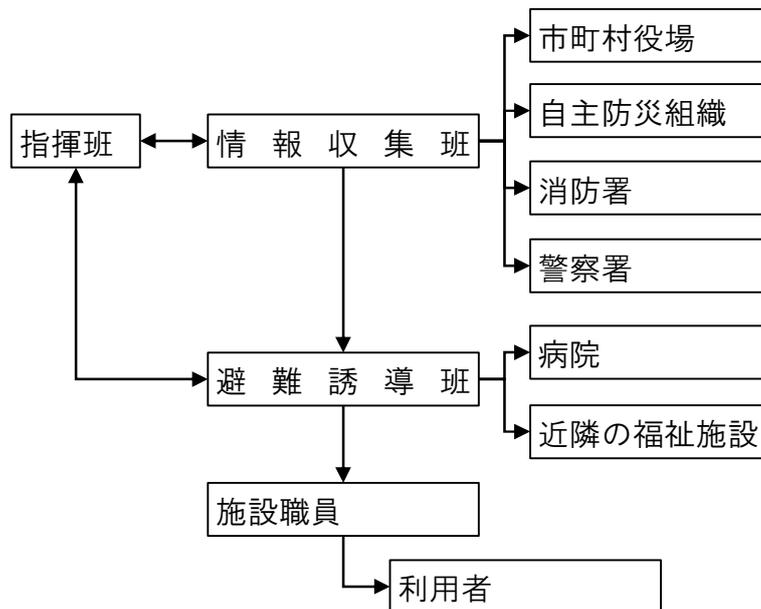 市町村役場
自主防災組織
指揮班
情報収集班
消防署
警察署
病院
避難誘導班
近隣の福祉施設
施設職員
利用者